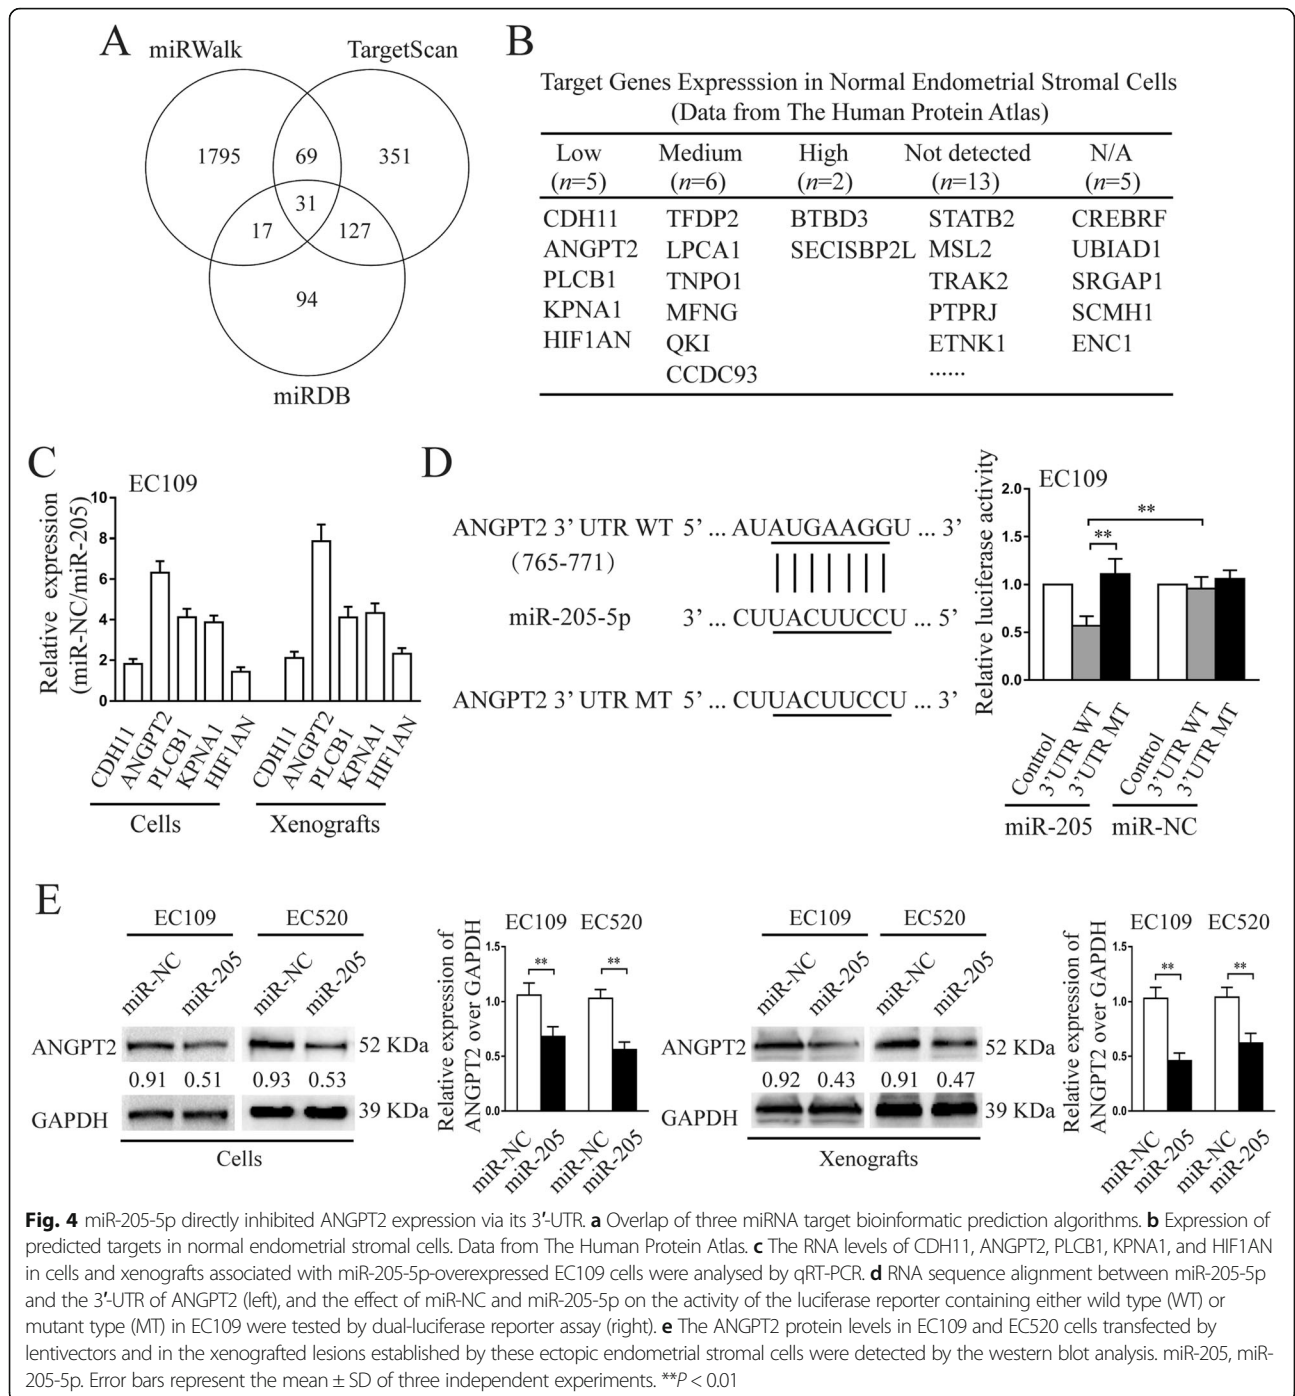 A
miRWalk
TargetScan
1795
69
351
31
17
127
94
miRDB
B
Target Genes Expresssion in Normal Endometrial Stromal Cells
(Data from The Human Protein Atlas)
Low Medium High Not detected N/A
(n=5) (n=6) (n=2) (n=13) (n=5)
CDH11 TFDP2 BTBD3 STATB2 CREBRF
ANGPT2 LPCA1 SECISBP2L MSL2 UBIAD1
PLCB1 TNPO1 TRAK2 SRGAP1
KPNA1 MFNG PTPRJ SCMH1
HIF1AN QKI ETNK1 ENC1
CCDC93 ......
C
EC109
Relative expression
(miR-NC/miR-205)
10
8
6
4
2
0
CDH11
ANGPT2
PLCB1
KPNA1
HIF1AN
CDH11
ANGPT2
PLCB1
KPNA1
HIF1AN
Cells
Xenografts
D
ANGPT2 3’ UTR WT 5’ ... AUAUGAAGGU ... 3’
(765-771)
miR-205-5p 3’ ... CUUACUUCCU ... 5’
ANGPT2 3’ UTR MT 5’ ... CUUACUUCCU ... 3’
EC109
Relative luciferase activity
2.0
1.5
1.0
0.5
0.0
**
**
Control
3’UTR WT
3’UTR MT
Control
3’UTR WT
3’UTR MT
miR-205
miR-NC
E
EC109 EC520
miR-NC
miR-205
miR-NC
miR-205
ANGPT2
52 KDa
0.91 0.51 0.93 0.53
GAPDH
39 KDa
Cells
Relative expression of
ANGPT2 over GAPDH
EC109 EC520
1.5
1.0
0.5
0.0
**
**
miR-NC
miR-205
miR-NC
miR-205
EC109 EC520
miR-NC
miR-205
miR-NC
miR-205
ANGPT2
52 KDa
0.92 0.43 0.91 0.47
GAPDH
39 KDa
Xenografts
Relative expression of
ANGPT2 over GAPDH
EC109 EC520
1.5
1.0
0.5
0.0
**
**
miR-NC
miR-205
miR-NC
miR-205
Fig. 4 miR-205-5p directly inhibited ANGPT2 expression via its 3′-UTR. a Overlap of three miRNA target bioinformatic prediction algorithms. b Expression of
predicted targets in normal endometrial stromal cells. Data from The Human Protein Atlas. c The RNA levels of CDH11, ANGPT2, PLCB1, KPNA1, and HIF1AN
in cells and xenografts associated with miR-205-5p-overexpressed EC109 cells were analysed by qRT-PCR. d RNA sequence alignment between miR-205-5p
and the 3′-UTR of ANGPT2 (left), and the effect of miR-NC and miR-205-5p on the activity of the luciferase reporter containing either wild type (WT) or
mutant type (MT) in EC109 were tested by dual-luciferase reporter assay (right). e The ANGPT2 protein levels in EC109 and EC520 cells transfected by
lentivectors and in the xenografted lesions established by these ectopic endometrial stromal cells were detected by the western blot analysis. miR-205, miR-
205-5p. Error bars represent the mean ± SD of three independent experiments. **P < 0.01